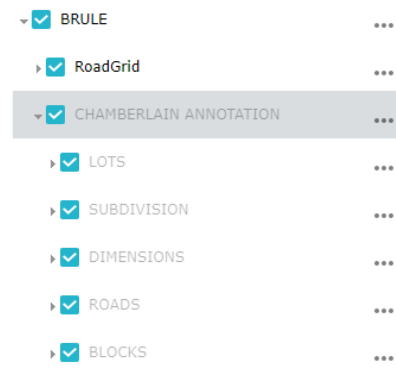 BRULE
RoadGrid
CHAMBERLAIN ANNOTATION
LOTS
SUBDIVISION
DIMENSIONS
ROADS
BLOCKS